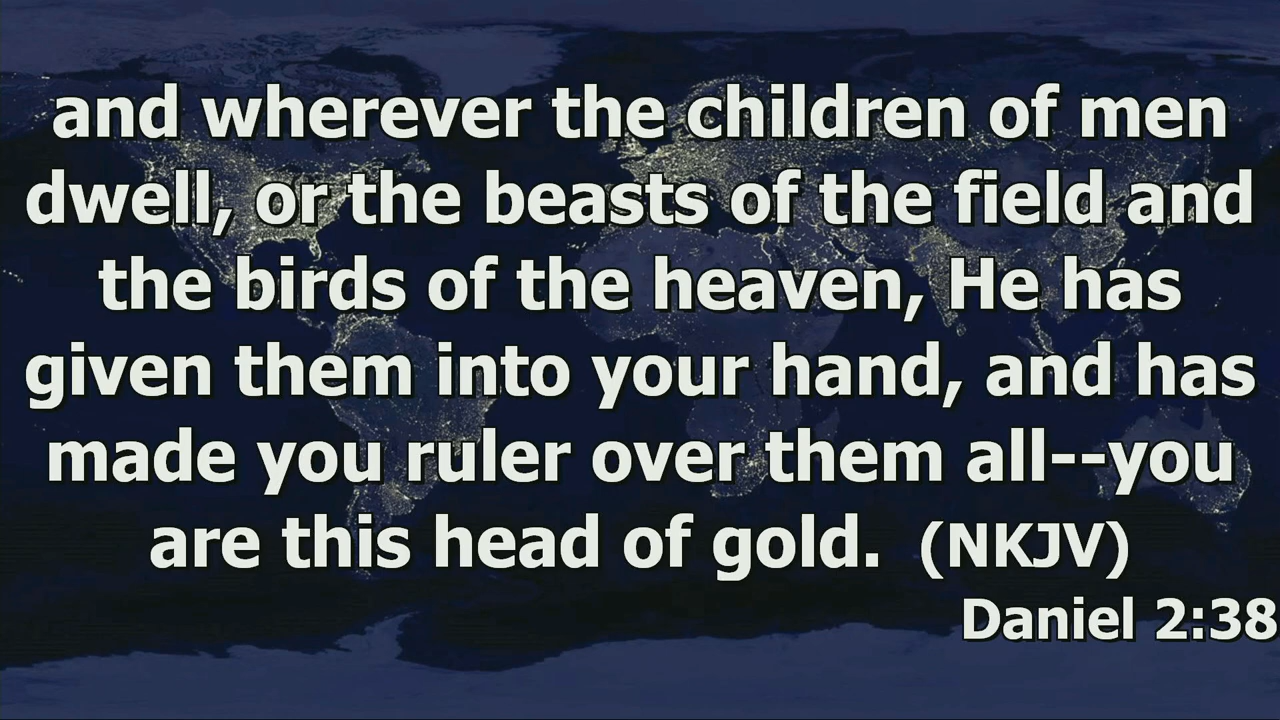 and wherever the children of men
dwell, or the beasts of the field and
the birds of the heaven, He has
given them into your hand, and has
made you ruler over them all--you
are this head of gold.  (NKJV)
Daniel 2:38